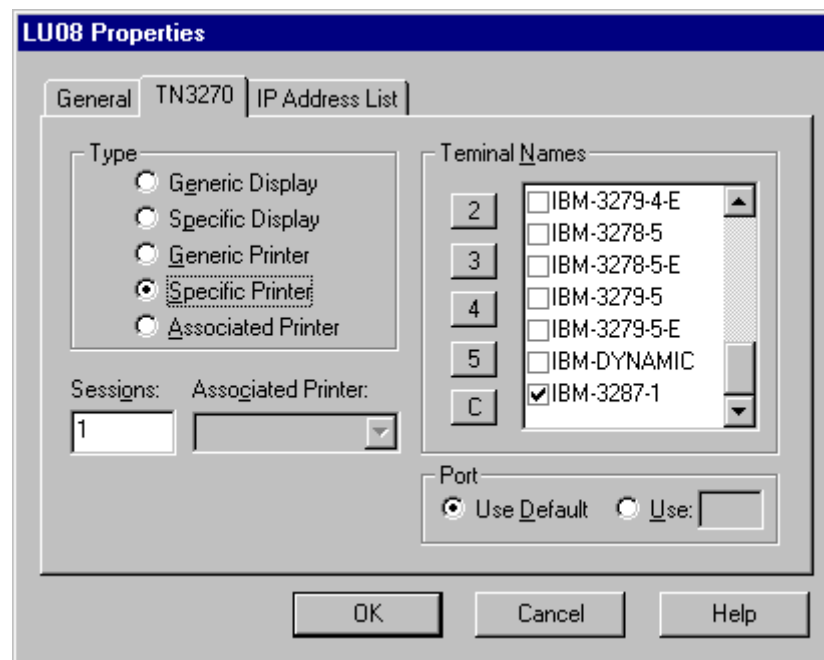 LU08 Properties
General TN3270 IP Address List
Type
Generic Display
Specific Display
Generic Printer
Specific Printer
Associated Printer
Sessions: Associated Printer:
1
Teminal Names
2
3
4
5
C
IBM-3279-4-E
IBM-3278-5
IBM-3278-5-E
IBM-3279-5
IBM-3279-5-E
IBM-DYNAMIC
IBM-3287-1
Port
Use Default Use:
OK Cancel Help